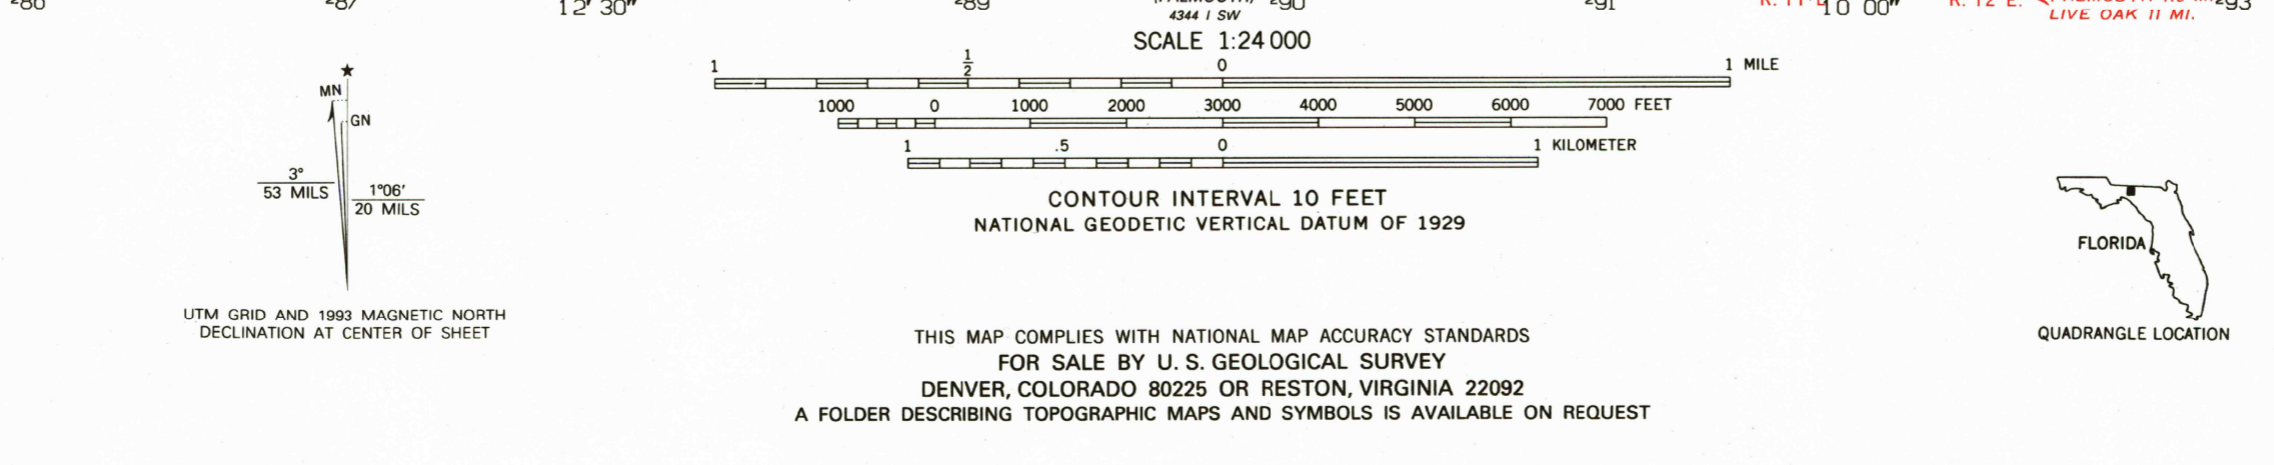 12' 30"
10' 00"
4344 I SW
LIVE OAK 11 MI.
SCALE 1:24 000
1 1/2 0 1 MILE
1000 0 1000 2000 3000 4000 5000 6000 7000 FEET
1 .5 0 1 KILOMETER
CONTOUR INTERVAL 10 FEET
NATIONAL GEODETIC VERTICAL DATUM OF 1929
★
MN
GN
3°
53 MILS
1°06'
20 MILS
UTM GRID AND 1993 MAGNETIC NORTH
DECLINATION AT CENTER OF SHEET
THIS MAP COMPLIES WITH NATIONAL MAP ACCURACY STANDARDS
FOR SALE BY U. S. GEOLOGICAL SURVEY
DENVER, COLORADO 80225 OR RESTON, VIRGINIA 22092
A FOLDER DESCRIBING TOPOGRAPHIC MAPS AND SYMBOLS IS AVAILABLE ON REQUEST
FLORIDA
QUADRANGLE LOCATION